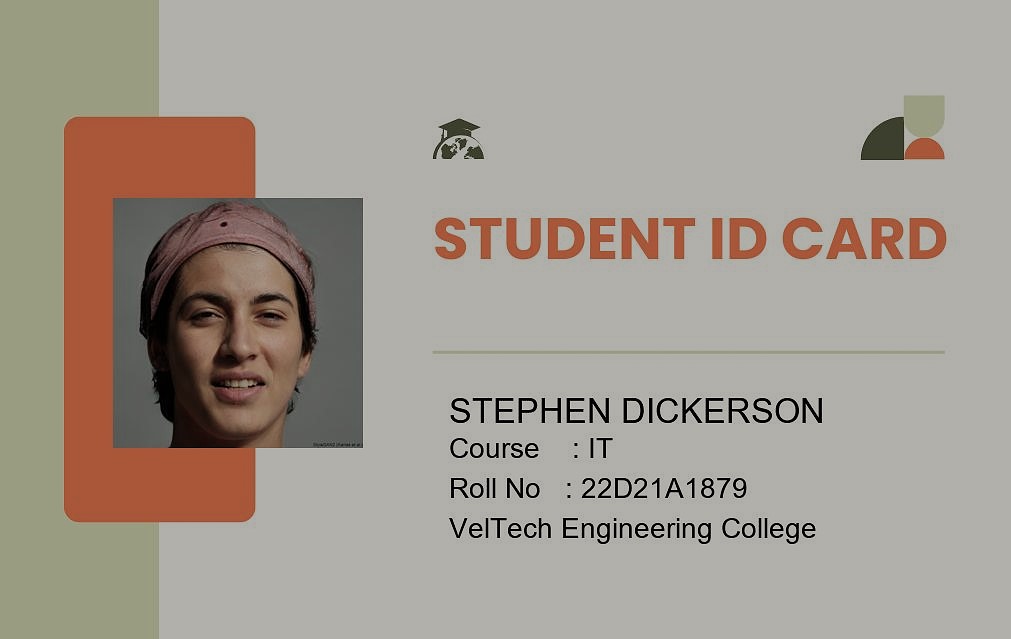 STUDENT ID CARD
STEPHEN DICKERSON
Course : IT
Roll No : 22D21A1879
VelTech Engineering College